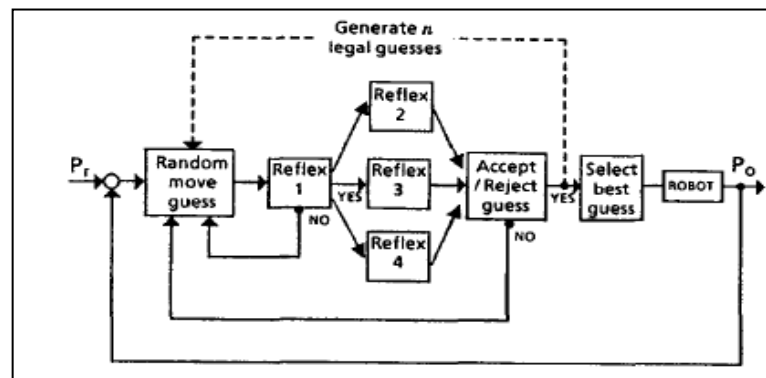 Generate n
legal guesses
Reflex
2
Pr
Random
move
guess
Reflex
1
YES
NO
Reflex
3
Reflex
4
Accept
/ Reject
guess
YES
NO
Select
best
guess
ROBOT
Po